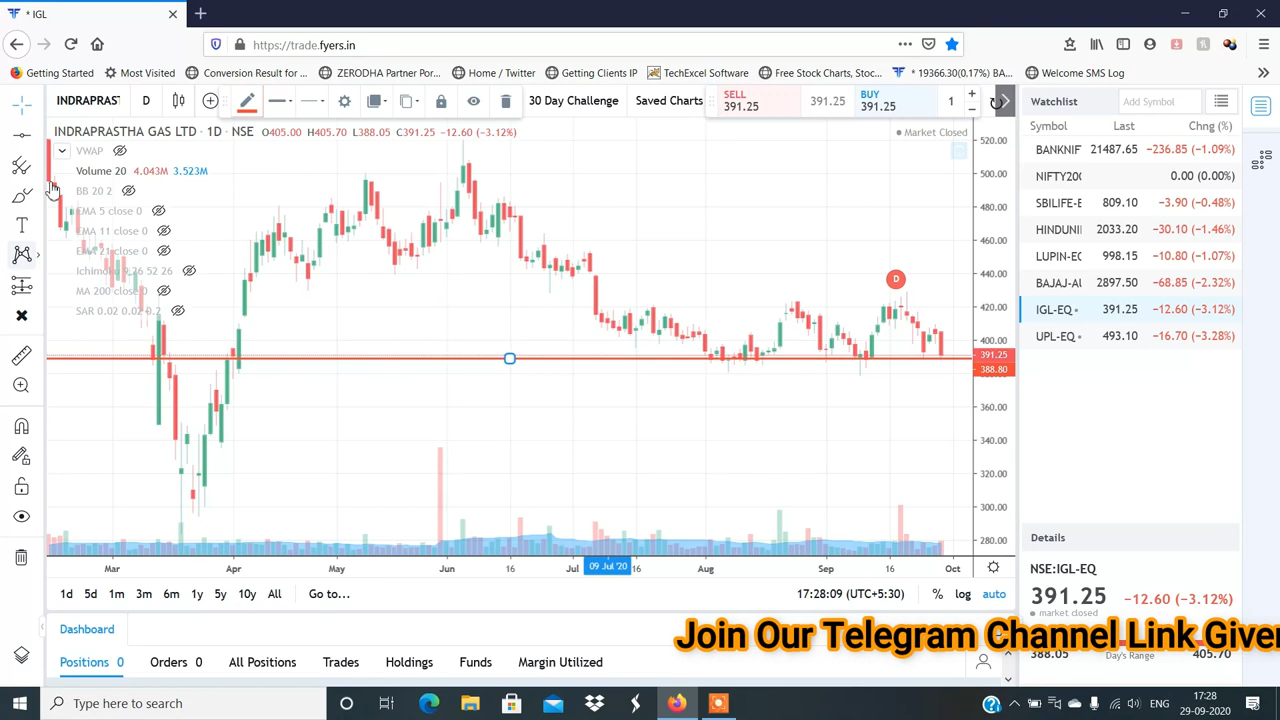 * IGL
https://trade.fyers.in
Getting Started Most Visited Conversion Result for ... ZERODHA Partner Por... Home / Twitter Getting Clients IP TechExcel Software Free Stock Charts, Stoc... * 19366.30(0,17%) BA... Welcome SMS Log
INDRAPRAST D 30 Day Challenge Saved Charts SELL 391.25 391.25 BUY 391.25 1
INDRAPRASTHA GAS LTD · 1D · NSE O405.00 H405.70 L388.05 C391.25 -12.60 (-3.12%)
Market Closed
VWAP
Volume 20 4.043M 3.523M
BB 20 2
EMA 5 close 0
EMA 11 close 0
EMA 21 close 0
Ichimoku 9 26 52 26
MA 200 close 0
SAR 0.02 0.02 0.2
D
520.00
500.00
480.00
460.00
440.00
420.00
400.00
391.25
388.80
360.00
340.00
320.00
300.00
280.00
Mar Apr May Jun 16 Jul 09 Jul '20 16 Aug Sep 16 Oct
1d 5d 1m 3m 6m 1y 5y 10y All Go to... 17:28:09 (UTC+5:30) % log auto
Dashboard
Positions 0 Orders 0 All Positions Trades Holdings Funds Margin Utilized
Watchlist Add Symbol
Symbol Last Chng (%)
BANKNIF 21487.65 -236.85 (-1.09%)
NIFTY200 0.00 (0.00%)
SBILIFE-E 809.10 -3.90 (-0.48%)
HINDUNI 2033.20 -30.10 (-1.46%)
LUPIN-EQ 998.15 -10.80 (-1.07%)
BAJAJ-AU 2897.50 -68.85 (-2.32%)
IGL-EQ 391.25 -12.60 (-3.12%)
UPL-EQ 493.10 -16.70 (-3.28%)
Details
NSE:IGL-EQ
391.25 -12.60 (-3.12%)
market closed
388.05 Day's Range 405.70
Join Our Telegram Channel Link Given
Type here to search
ENG 17:28
29-09-2020